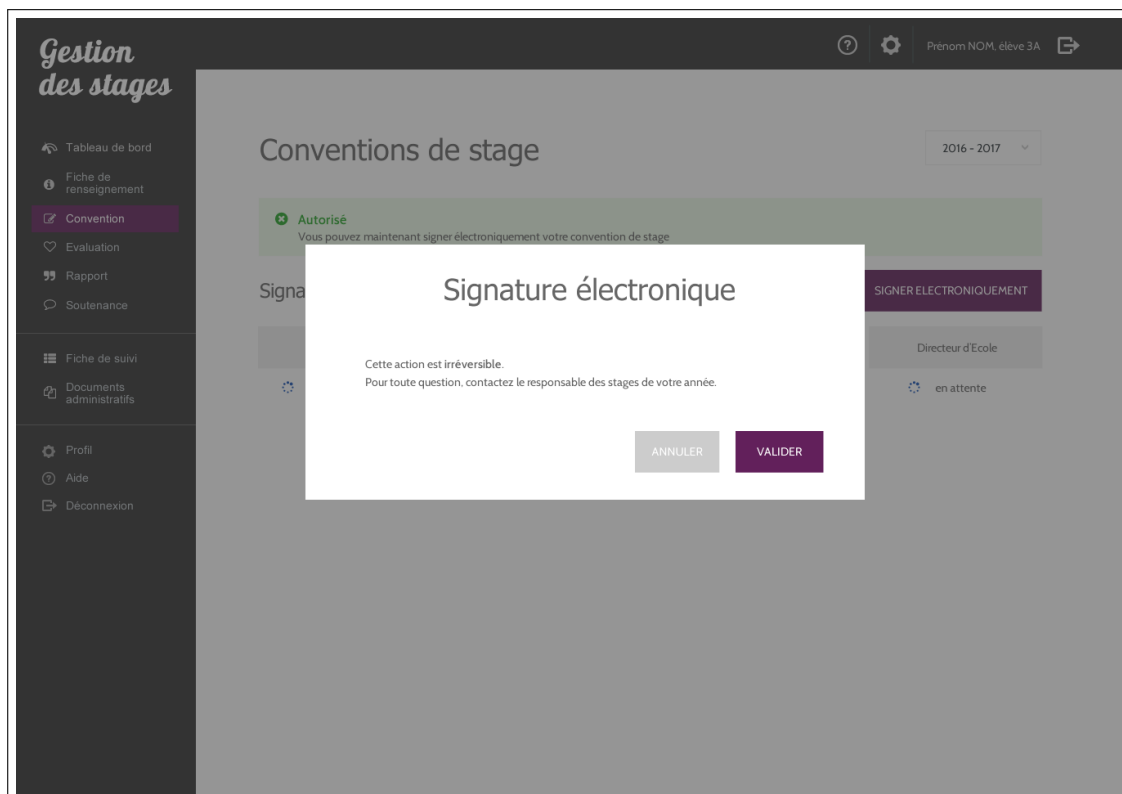 Gestion
des stages
Prénom NOM, élève 3A
Tableau de bord
Fiche de
renseignement
Convention
Evaluation
Rapport
Soutenance
Fiche de suivi
Documents
administratifs
Profil
Aide
Déconnexion
Conventions de stage
2016 - 2017
Autorisé
Vous pouvez maintenant signer électroniquement votre convention de stage
Signa
SIGNER ELECTRONIQUEMENT
Directeur d'Ecole
en attente
Signature électronique
Cette action est irréversible.
Pour toute question, contactez le responsable des stages de votre année.
ANNULER
VALIDER